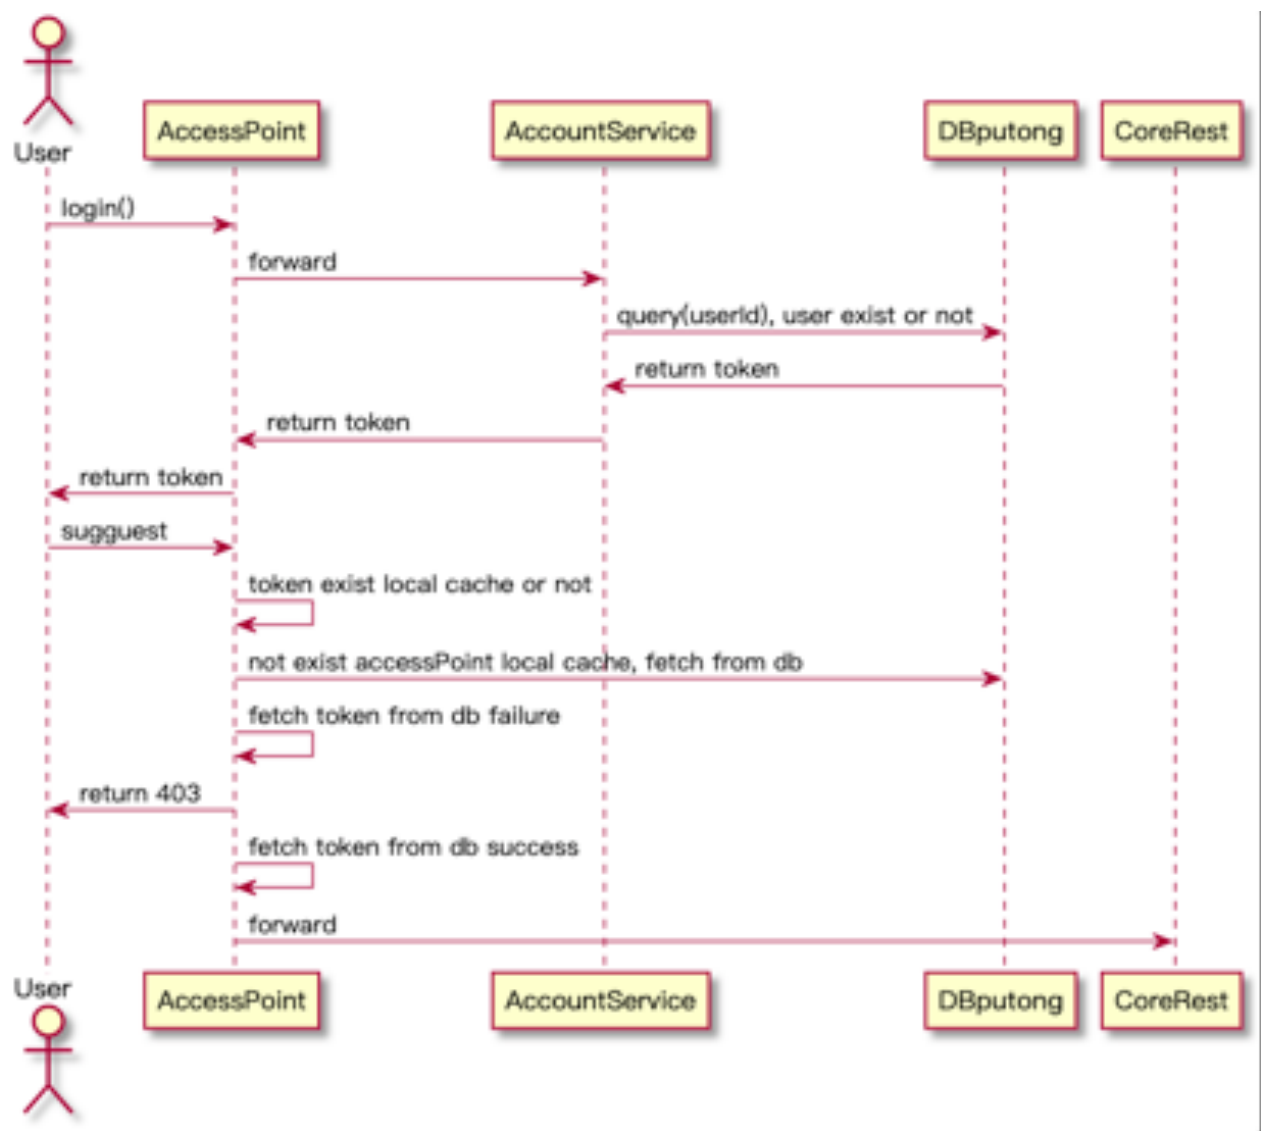 User
AccessPoint
AccountService
DBputong
CoreRest
login()
forward
query(userId), user exist or not
return token
return token
return token
sugguest
token exist local cache or not
not exist accessPoint local cache, fetch from db
fetch token from db failure
return 403
fetch token from db success
forward
User
AccessPoint
AccountService
DBputong
CoreRest